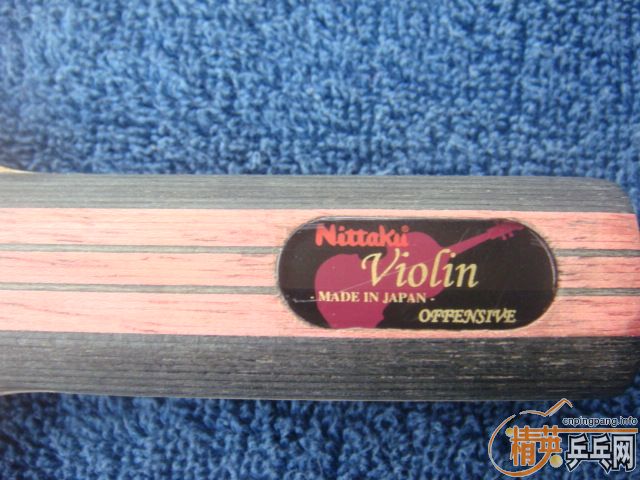 Nittaku
Violin
- MADE IN JAPAN -
OFFENSIVE
cnpingpang.info
精英乒乓网